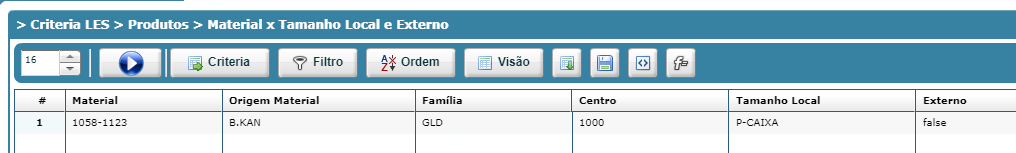 > Criteria LES > Produtos > Material x Tamanho Local e Externo
16 Criteria Filtro Ordem Visão
# Material Origem Material Família Centro Tamanho Local Externo
1 1058-1123 B.KAN GLD 1000 P-CAIXA false